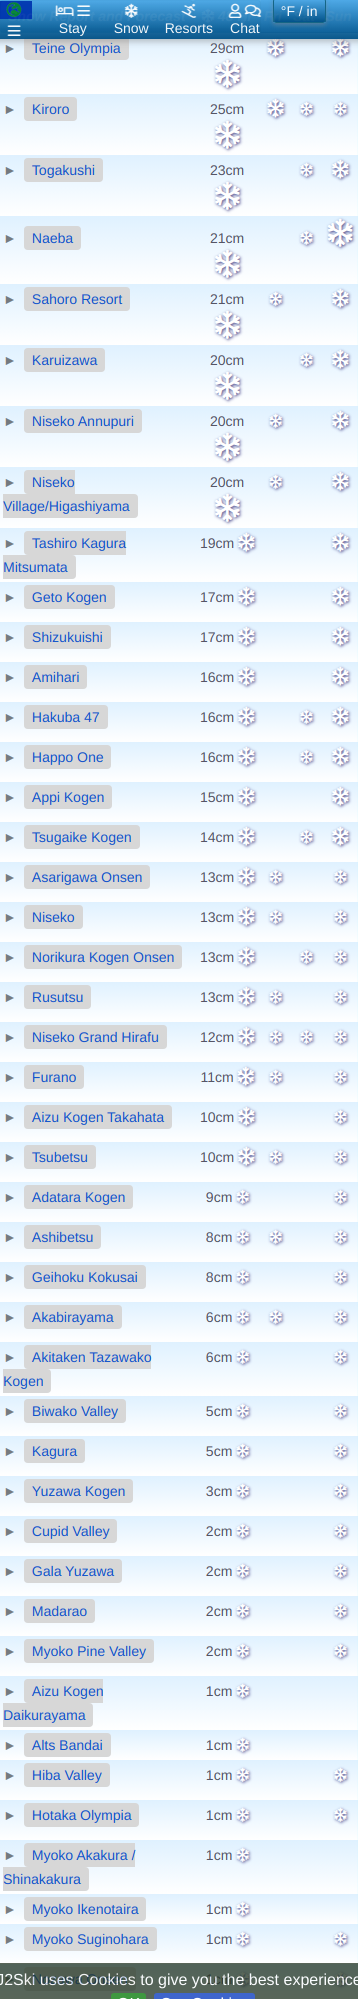 Stay Snow Resorts Chat °F / in
Teine Olympia 29cm
Kiroro 25cm
Togakushi 23cm
Naeba 21cm
Sahoro Resort 21cm
Karuizawa 20cm
Niseko Annupuri 20cm
Niseko 20cm
Village/Higashiyama
Tashiro Kagura 19cm
Mitsumata
Geto Kogen 17cm
Shizukuishi 17cm
Amihari 16cm
Hakuba 47 16cm
Happo One 16cm
Appi Kogen 15cm
Tsugaike Kogen 14cm
Asarigawa Onsen 13cm
Niseko 13cm
Norikura Kogen Onsen 13cm
Rusutsu 13cm
Niseko Grand Hirafu 12cm
Furano 11cm
Aizu Kogen Takahata 10cm
Tsubetsu 10cm
Adatara Kogen 9cm
Ashibetsu 8cm
Geihoku Kokusai 8cm
Akabirayama 6cm
Akitaken Tazawako 6cm
Kogen
Biwako Valley 5cm
Kagura 5cm
Yuzawa Kogen 3cm
Cupid Valley 2cm
Gala Yuzawa 2cm
Madarao 2cm
Myoko Pine Valley 2cm
Aizu Kogen 1cm
Daikurayama
Alts Bandai 1cm
Hiba Valley 1cm
Hotaka Olympia 1cm
Myoko Akakura / 1cm
Shinakakura
Myoko Ikenotaira 1cm
Myoko Suginohara 1cm
J2Ski uses Cookies to give you the best experience